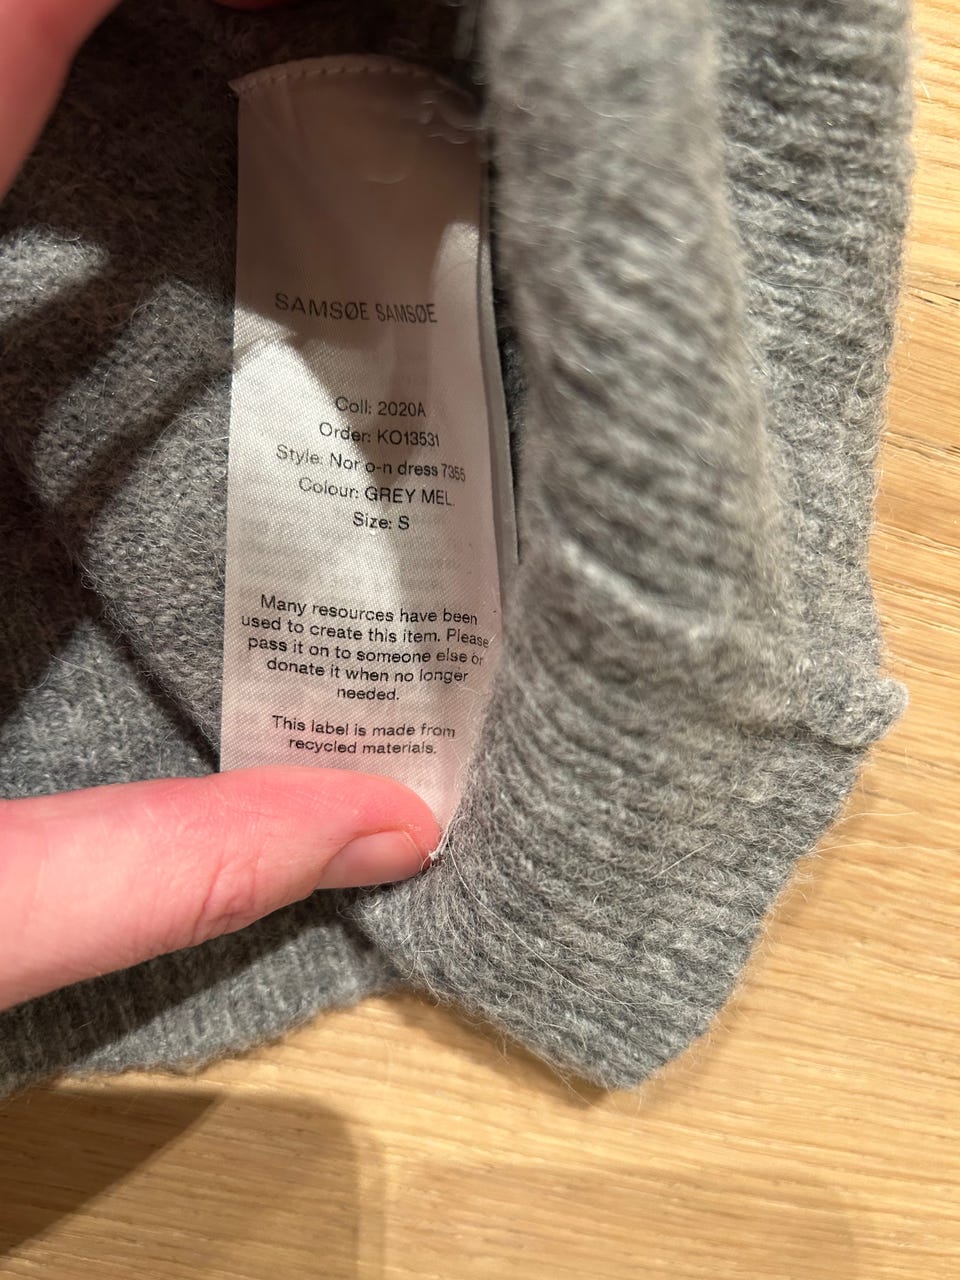 SAMSØE SAMSØE
Coll: 2020A
Order: KO13531
Style: Nor o-n dress 7355
Colour: GREY MEL.
Size: S
Many resources have been
used to create this item. Please
pass it on to someone else or
donate it when no longer
needed.
This label is made from
recycled materials.